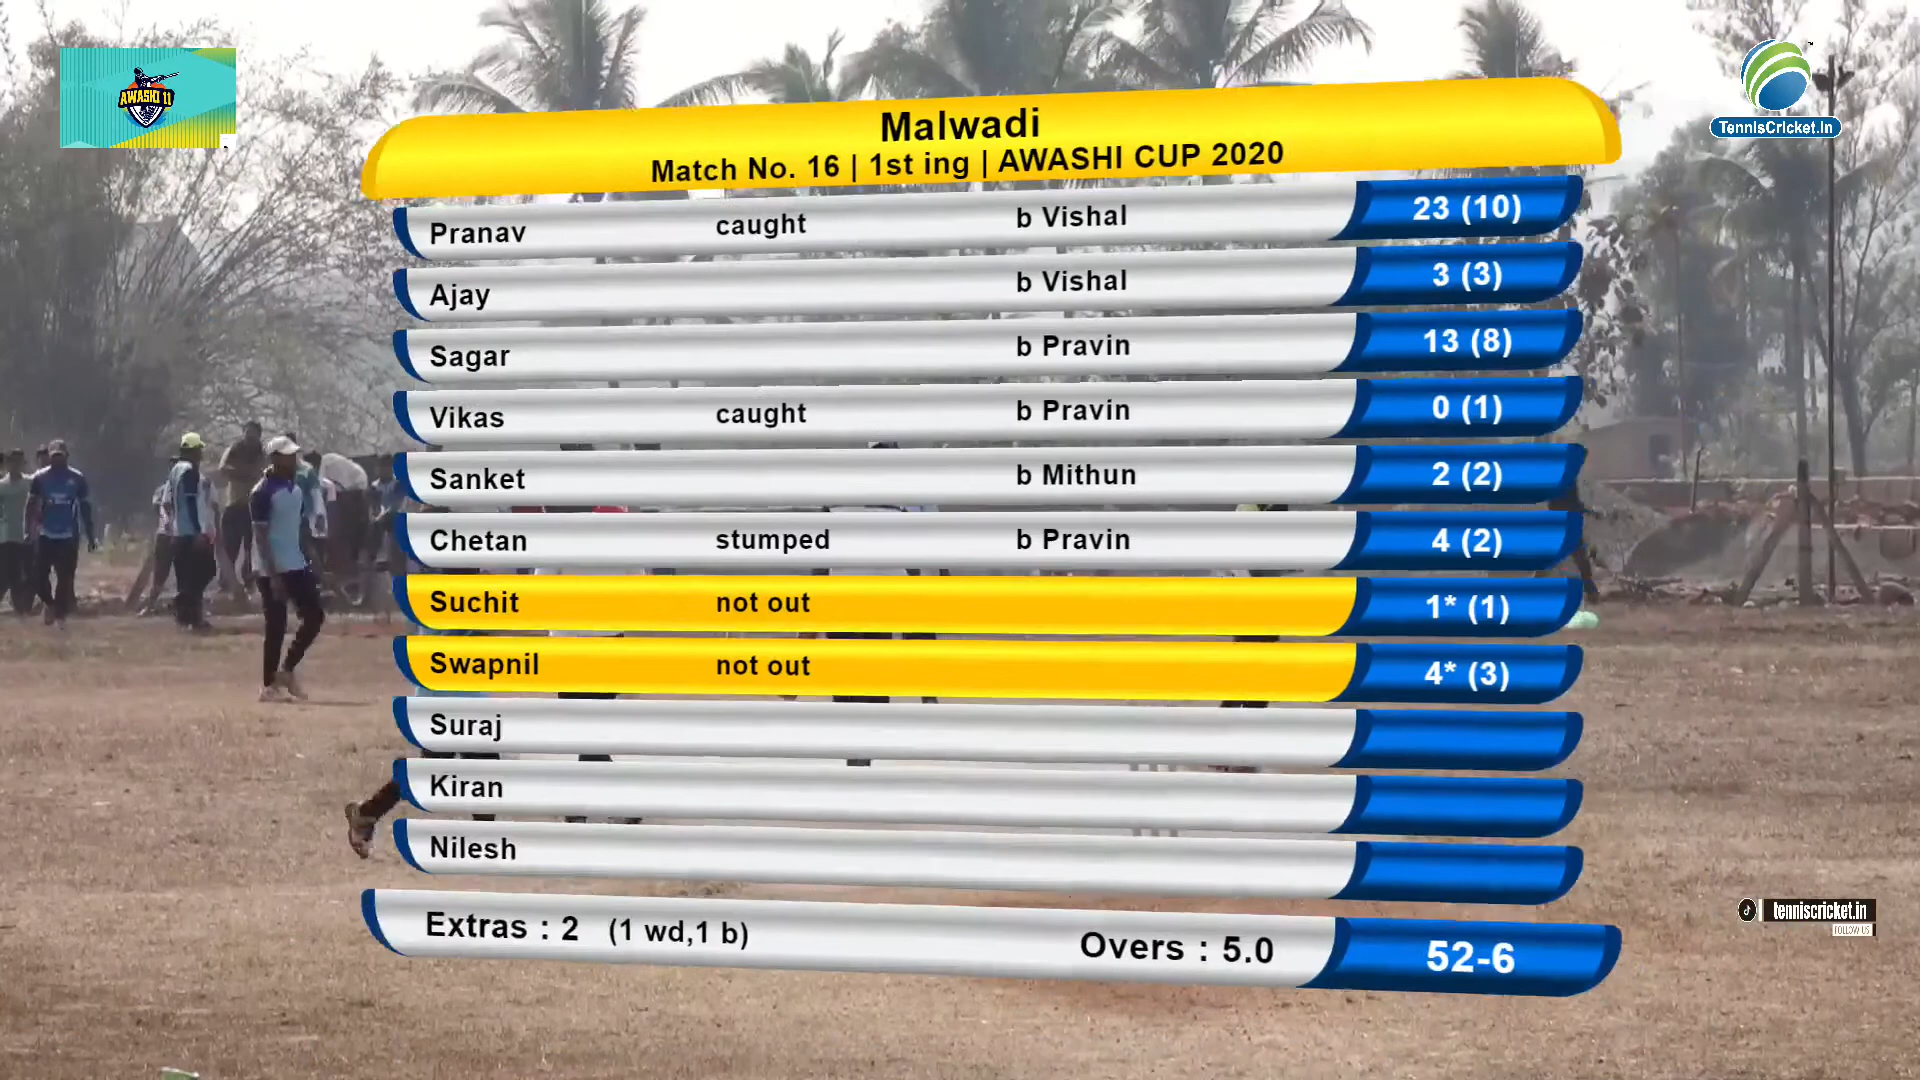 AWASHI 11
TennisCricket.In
Malwadi
Match No. 16 | 1st ing | AWASHI CUP 2020
Pranav caught b Vishal 23 (10)
Ajay b Vishal 3 (3)
Sagar b Pravin 13 (8)
Vikas caught b Pravin 0 (1)
Sanket b Mithun 2 (2)
Chetan stumped b Pravin 4 (2)
Suchit not out 1* (1)
Swapnil not out 4* (3)
Suraj
Kiran
Nilesh
Extras : 2 (1 wd,1 b) Overs : 5.0 52-6
tenniscricket.in
FOLLOW US